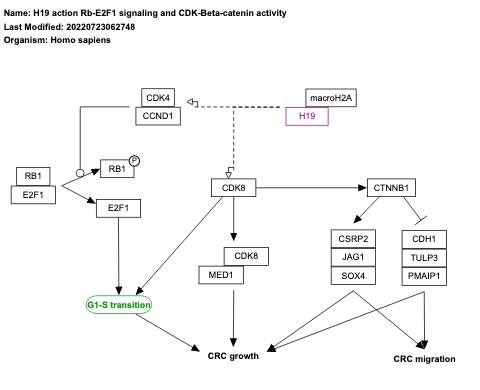 Name: H19 action Rb-E2F1 signaling and CDK-Beta-catenin activity
Last Modified: 20220723062748
Organism: Homo sapiens
CDK4
macroH2A
CCND1
H19
P
RB1
RB1
E2F1
CDK8
CTNNB1
E2F1
CSRP2
CDH1
CDK8
JAG1
TULP3
MED1
SOX4
PMAIP1
G1-S transition
CRC growth
CRC migration